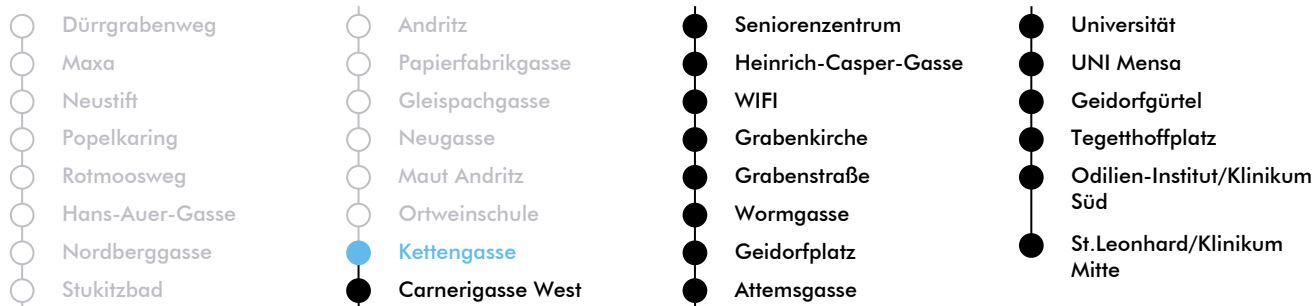 Dürrgrabenweg
Maxa
Neustift
Popelkaring
Rotmoosweg
Hans-Auer-Gasse
Nordberggasse
Stukitzbad
Andritz
Papierfabrikgasse
Gleispachgasse
Neugasse
Maut Andritz
Ortweinschule
Kettengasse
Carnerigasse West
Seniorenzentrum
Heinrich-Casper-Gasse
WIFI
Grabenkirche
Grabenstraße
Wormgasse
Geidorfplatz
Attemsgasse
Universität
UNI Mensa
Geidorfgürtel
Tegetthoffplatz
Odilien-Institut/Klinikum
Süd
St.Leonhard/Klinikum
Mitte